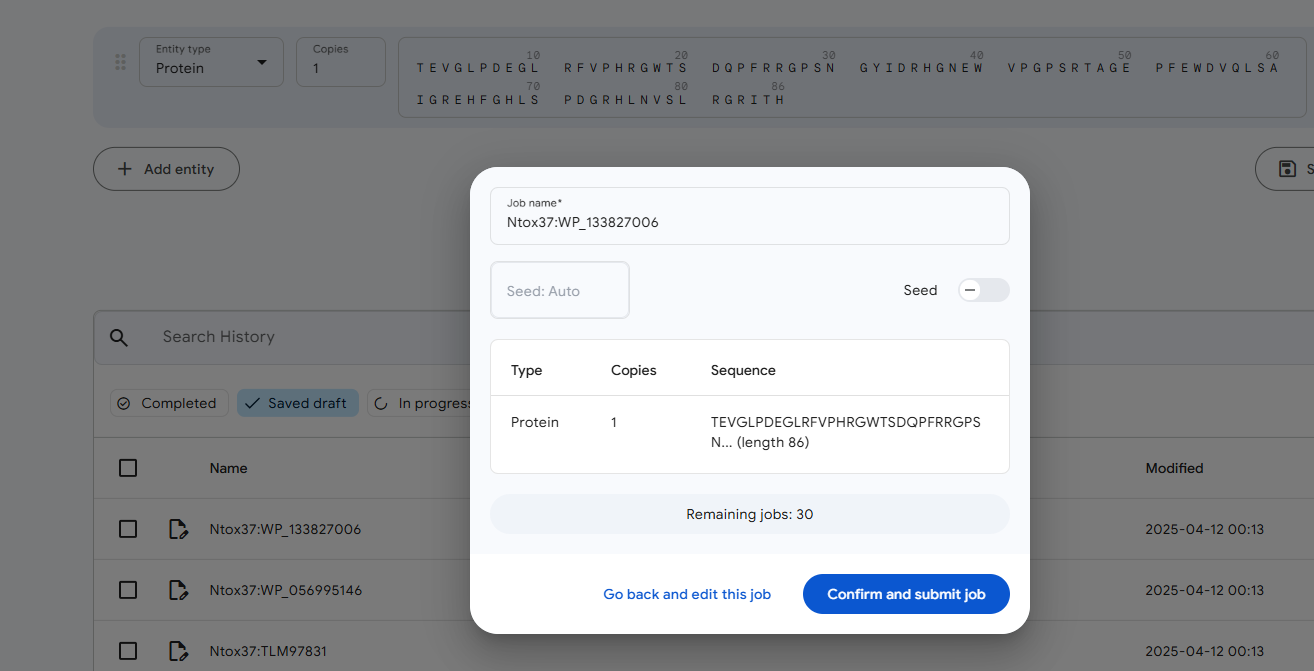 Entity type
Protein
Copies
1
10 20 30 40 50 60
TEVGLPDEGL RFVPHRGWTS DQPFRRGPSN GYIDRHGNEW VPGPSRTAGE PFEWDVQLSA
70 80 86
IGREHFGHLS PDGRHLNVSL RGRITH
Add entity
S
Job name*
Ntox37:WP_133827006
Seed: Auto
Seed
Search History
Type Copies Sequence
Completed
Saved draft
In progress
Protein 1 TEVGLPDEGLRFVPHRGWTSDQPFRRGPS
N... (length 86)
Name
Modified
Remaining jobs: 30
Ntox37:WP_133827006
2025-04-12 00:13
Go back and edit this job
Confirm and submit job
Ntox37:WP_056995146
2025-04-12 00:13
Ntox37:TLM97831
2025-04-12 00:13